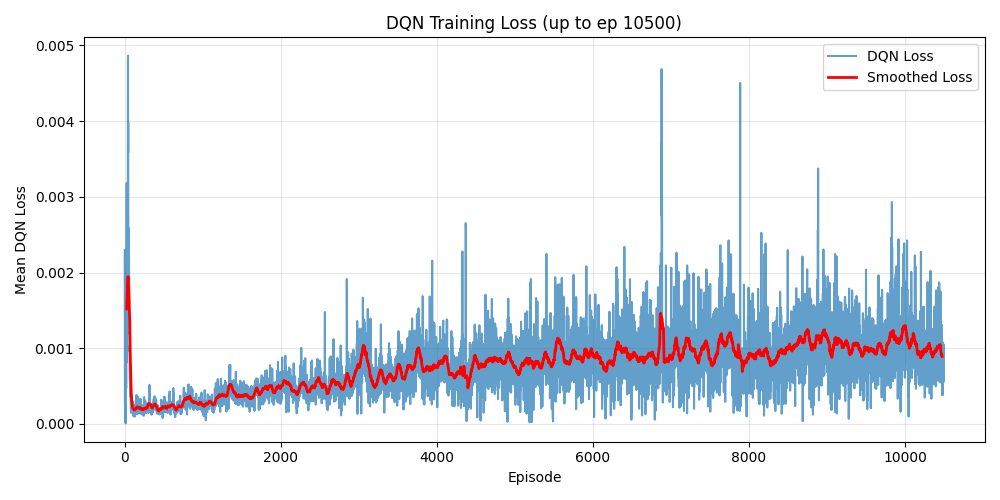 DQN Training Loss (up to ep 10500)
DQN Loss
Smoothed Loss
Mean DQN Loss
0.005
0.004
0.003
0.002
0.001
0.000
0 2000 4000 6000 8000 10000
Episode